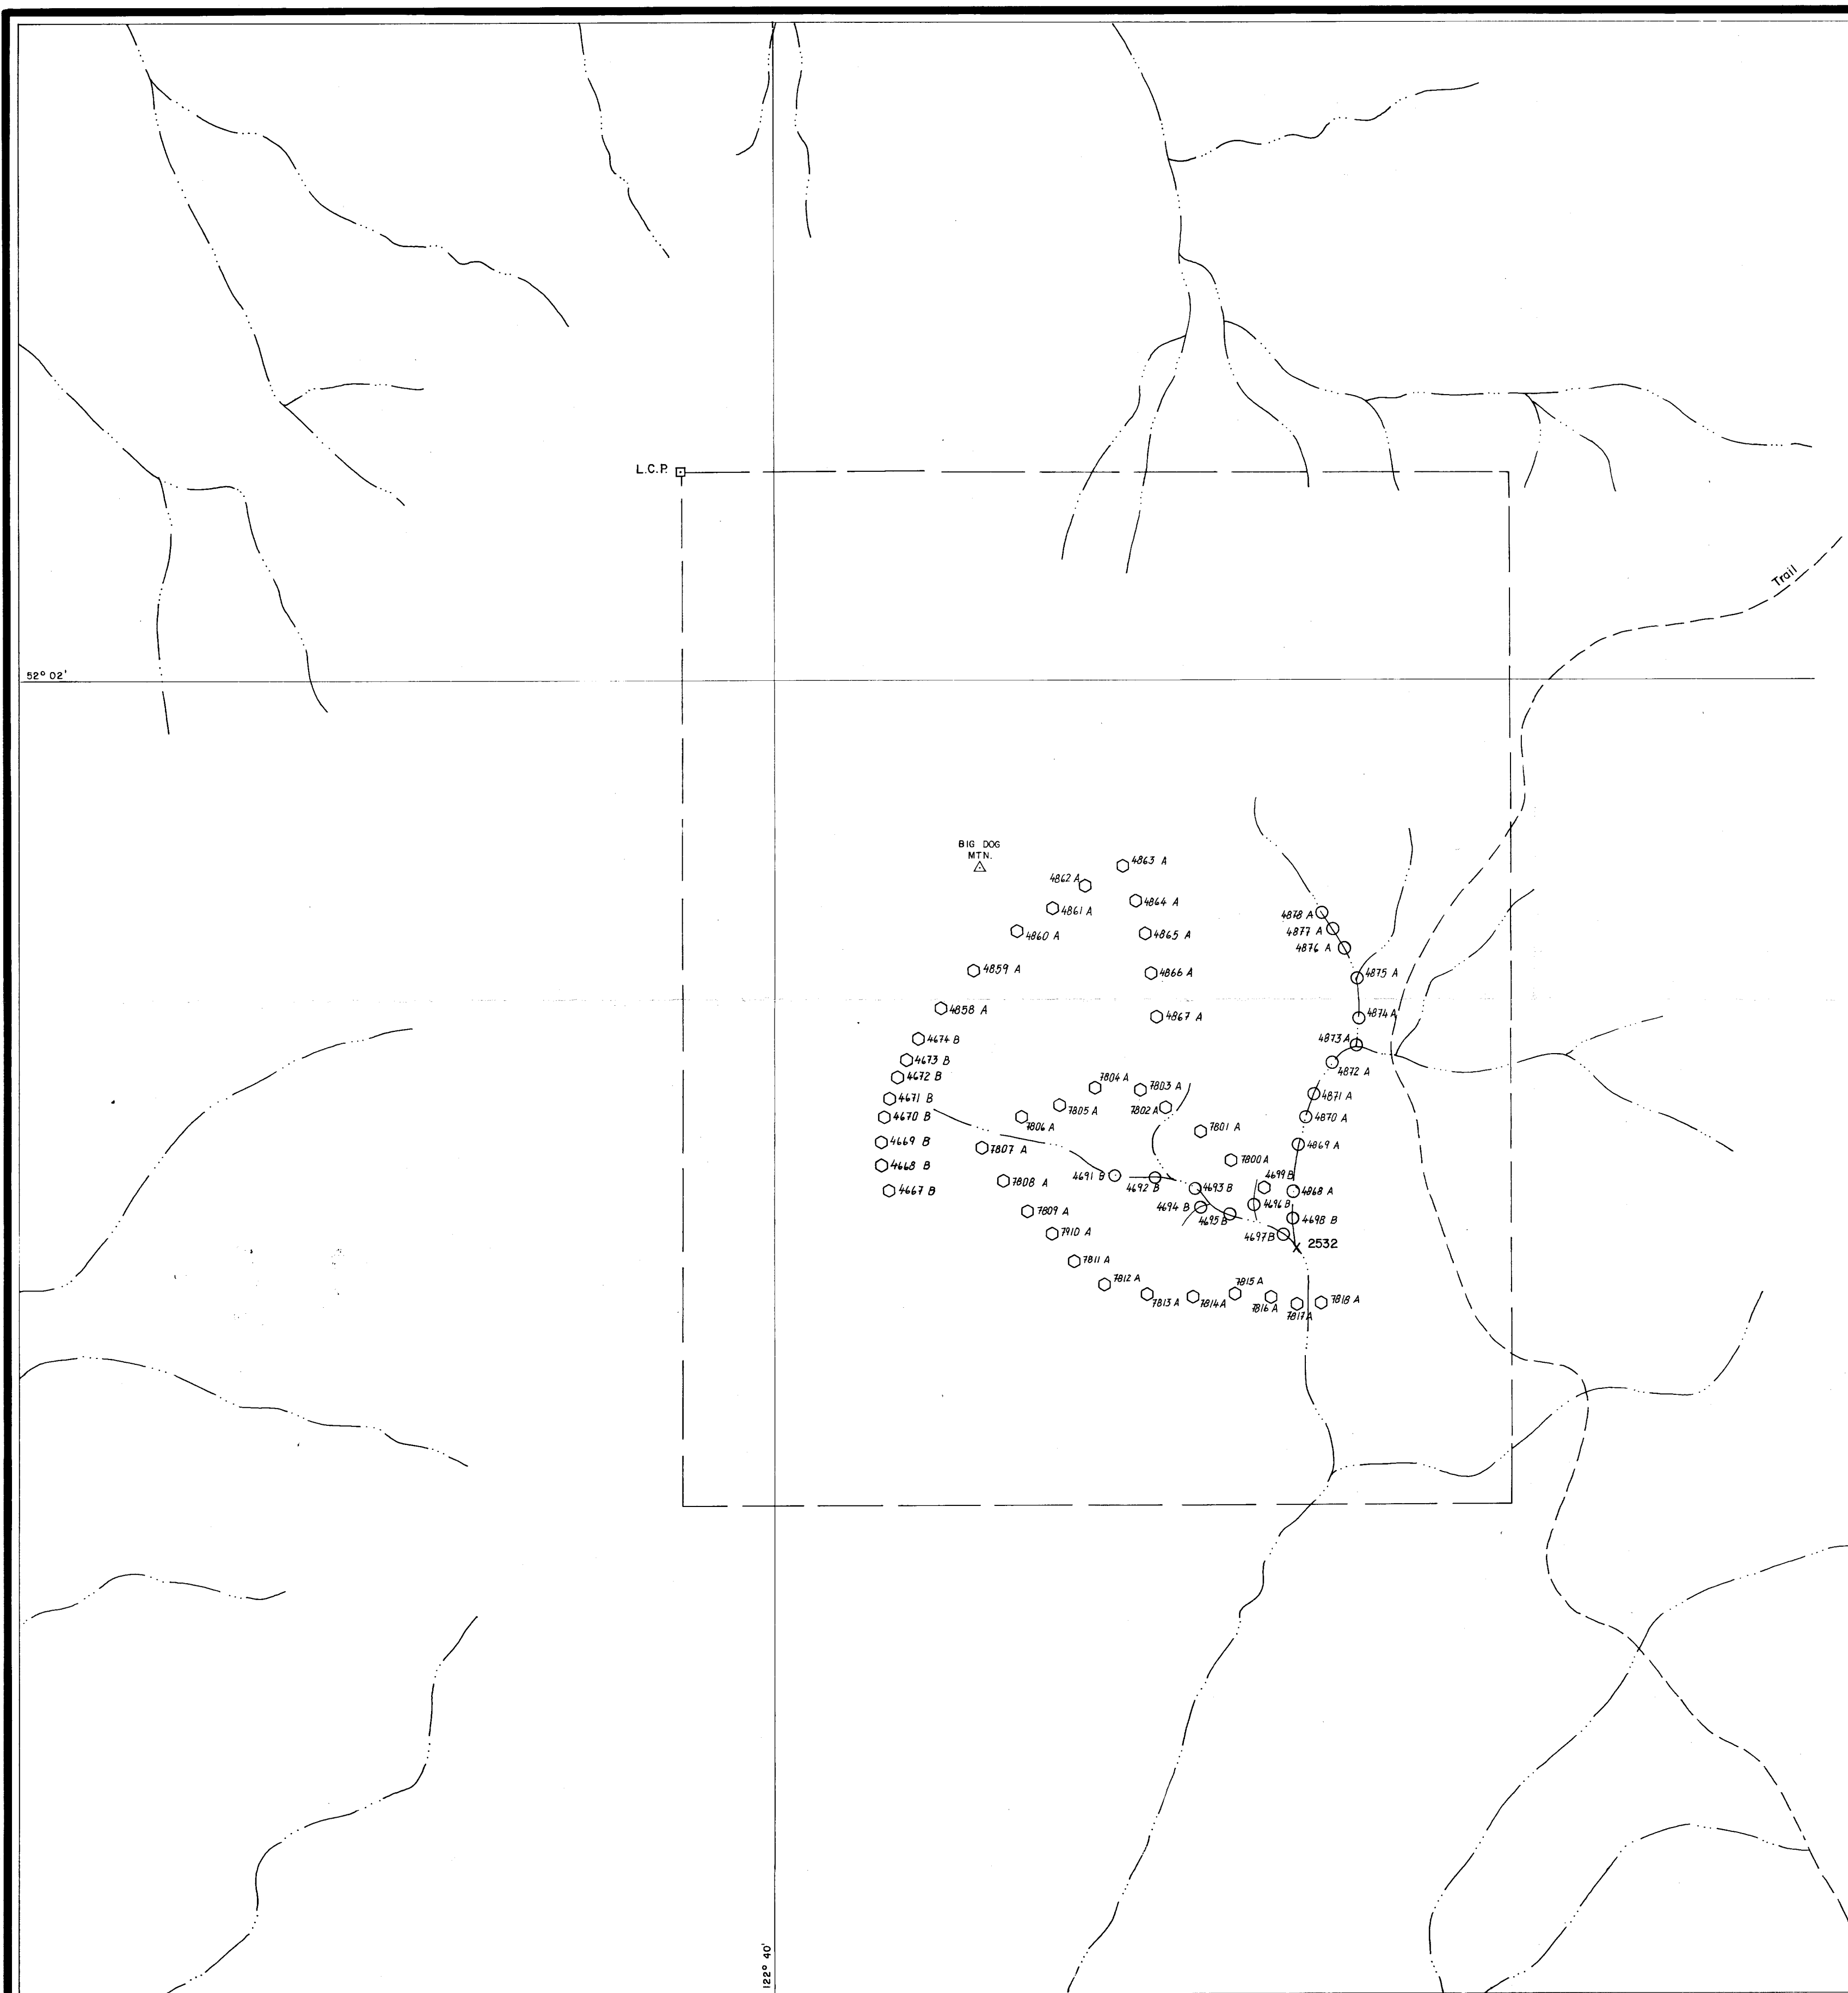 L.C.P.
Trail
52° 02'
BIG DOG
MTN.
4863 A
4862 A
4864 A
4861 A
4878 A
4877 A
4860 A
4865 A
4876 A
4859 A
4866 A
4875 A
4858 A
4867 A
4874 A
4674 B
4873 A
4673 B
4872 A
4672 B
7804 A
7803 A
4671 B
4871 A
7805 A
7802 A
4670 B
4870 A
7806 A
7801 A
4669 B
4869 A
7807 A
7800 A
4668 B
4691 B
4699 B
7808 A
4692 B
4693 B
4667 B
4868 A
4694 B
4696 B
7809 A
4695 B
4698 B
7910 A
4697 B
2532
7811 A
7812 A
7815 A
7813 A
7814 A
7816 A
7818 A
7817 A
122° 40'